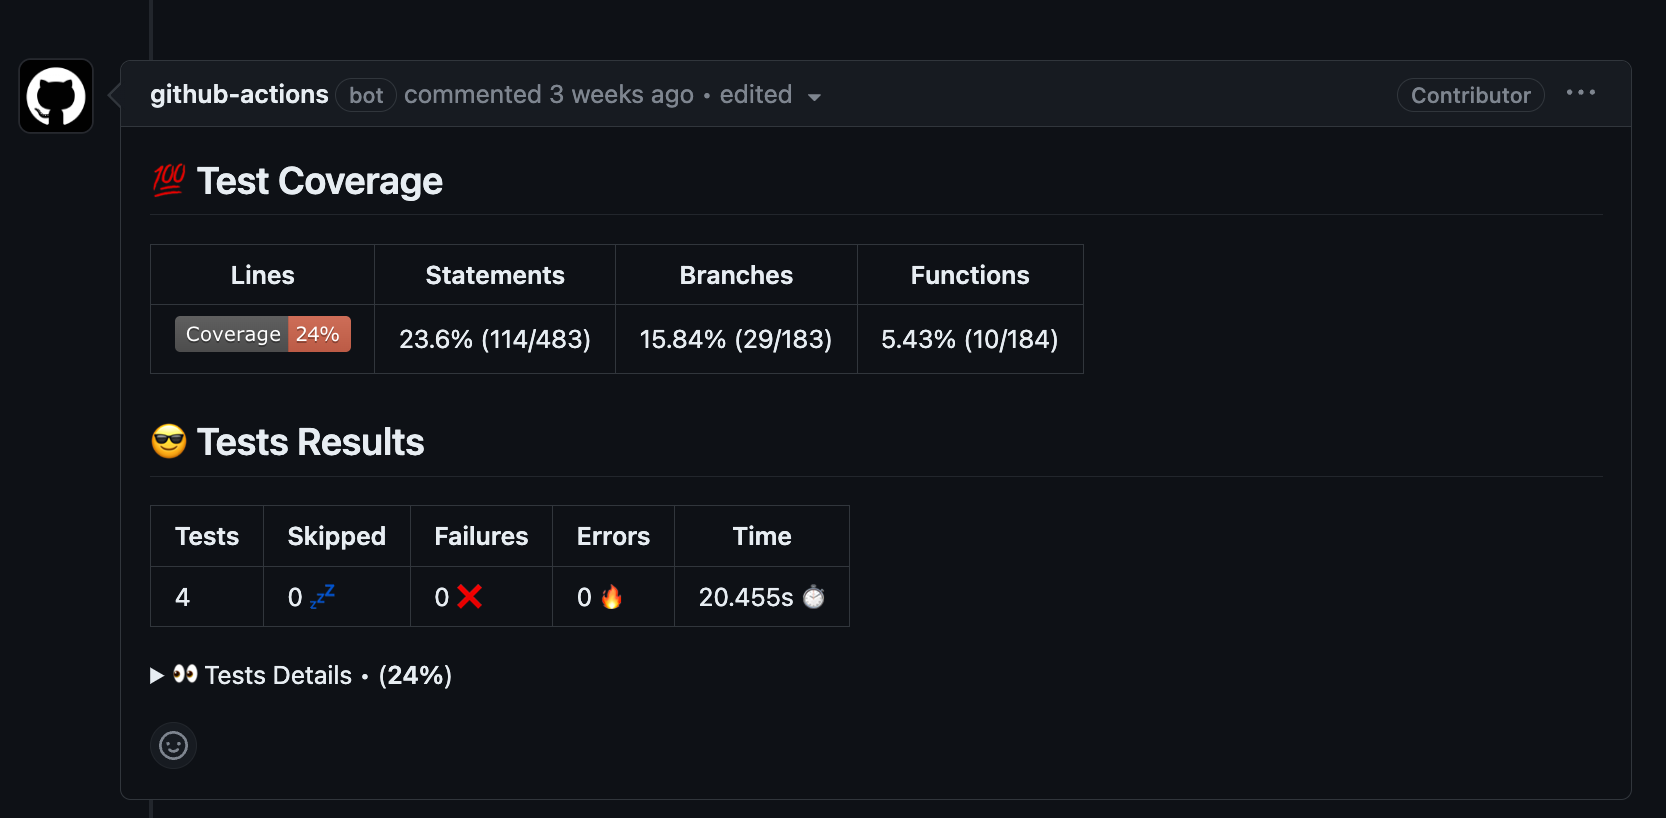 github-actions bot commented 3 weeks ago • edited
Contributor
💯 Test Coverage
Lines Statements Branches Functions
Coverage 24% 23.6% (114/483) 15.84% (29/183) 5.43% (10/184)
😎 Tests Results
Tests Skipped Failures Errors Time
4 0 💤 0 ❌ 0 🔥 20.455s ⏱
👀 Tests Details • (24%)